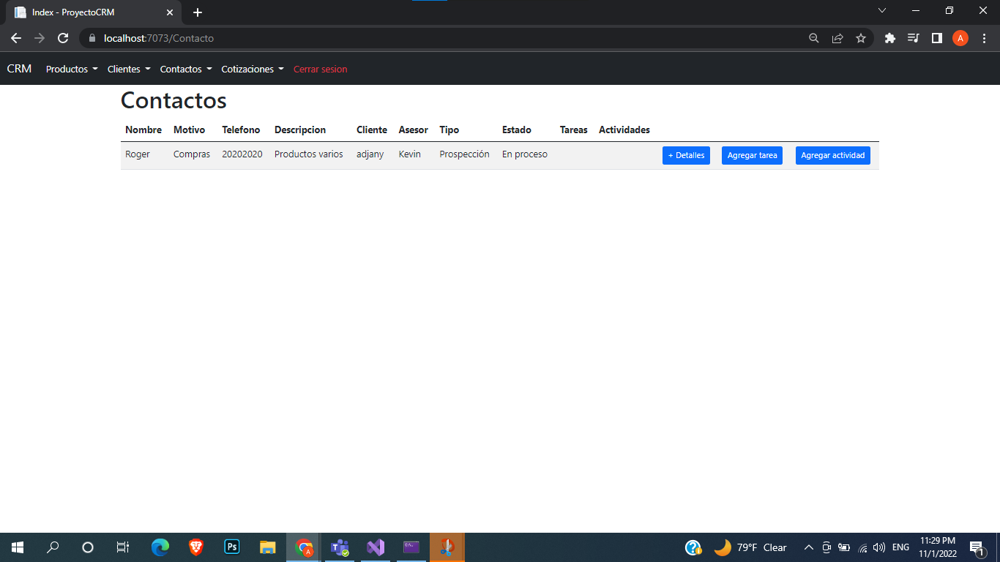 Index - ProyectoCRM
localhost:7073/Contacto
A
CRM Productos Clientes Contactos Cotizaciones Cerrar sesion
Contactos
Nombre Motivo Telefono Descripcion Cliente Asesor Tipo Estado Tareas Actividades
Roger Compras 20202020 Productos varios adjany Kevin Prospección En proceso + Detalles Agregar tarea Agregar actividad
Ps
A
79°F Clear
ENG
11:29 PM
11/1/2022
1